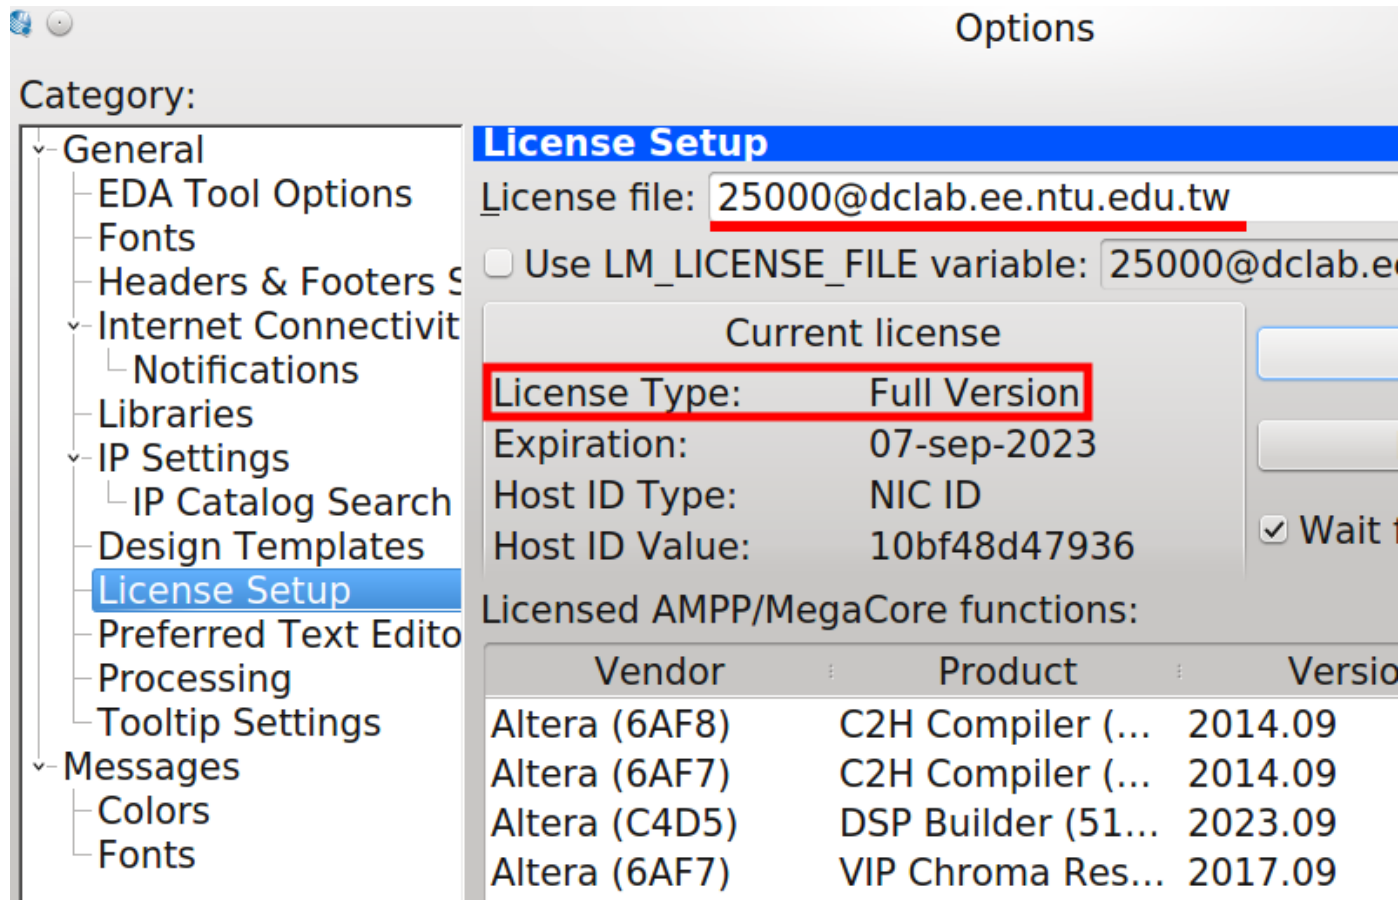 Options
Category:
General
EDA Tool Options
Fonts
Headers & Footers S
Internet Connectivit
Notifications
Libraries
IP Settings
IP Catalog Search
Design Templates
License Setup
Preferred Text Edito
Processing
Tooltip Settings
Messages
Colors
Fonts
License Setup
License file: 25000@dclab.ee.ntu.edu.tw
Use LM_LICENSE_FILE variable: 25000@dclab.ee
Current license
License Type: Full Version
Expiration: 07-sep-2023
Host ID Type: NIC ID
Host ID Value: 10bf48d47936
Wait f
Licensed AMPP/MegaCore functions:
Vendor Product Versio
Altera (6AF8) C2H Compiler (... 2014.09
Altera (6AF7) C2H Compiler (... 2014.09
Altera (C4D5) DSP Builder (51... 2023.09
Altera (6AF7) VIP Chroma Res... 2017.09